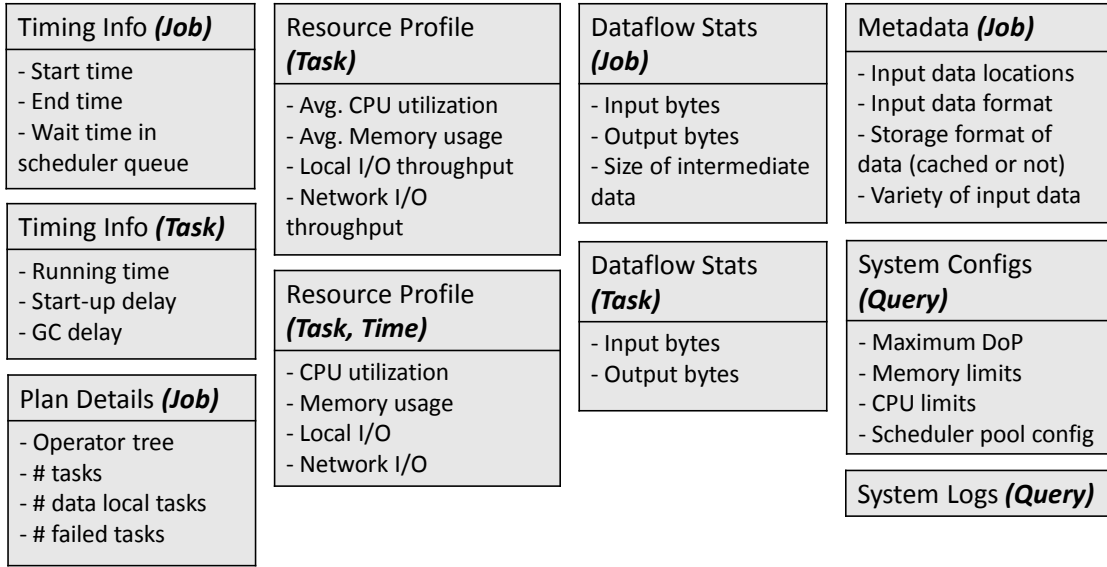 Timing Info (Job)
- Start time
- End time
- Wait time in
scheduler queue
Timing Info (Task)
- Running time
- Start-up delay
- GC delay
Plan Details (Job)
- Operator tree
- # tasks
- # data local tasks
- # failed tasks
Resource Profile
(Task)
- Avg. CPU utilization
- Avg. Memory usage
- Local I/O throughput
- Network I/O
throughput
Resource Profile
(Task, Time)
- CPU utilization
- Memory usage
- Local I/O
- Network I/O
Dataflow Stats
(Job)
- Input bytes
- Output bytes
- Size of intermediate
data
Dataflow Stats
(Task)
- Input bytes
- Output bytes
Metadata (Job)
- Input data locations
- Input data format
- Storage format of
data (cached or not)
- Variety of input data
System Configs
(Query)
- Maximum DoP
- Memory limits
- CPU limits
- Scheduler pool config
System Logs (Query)